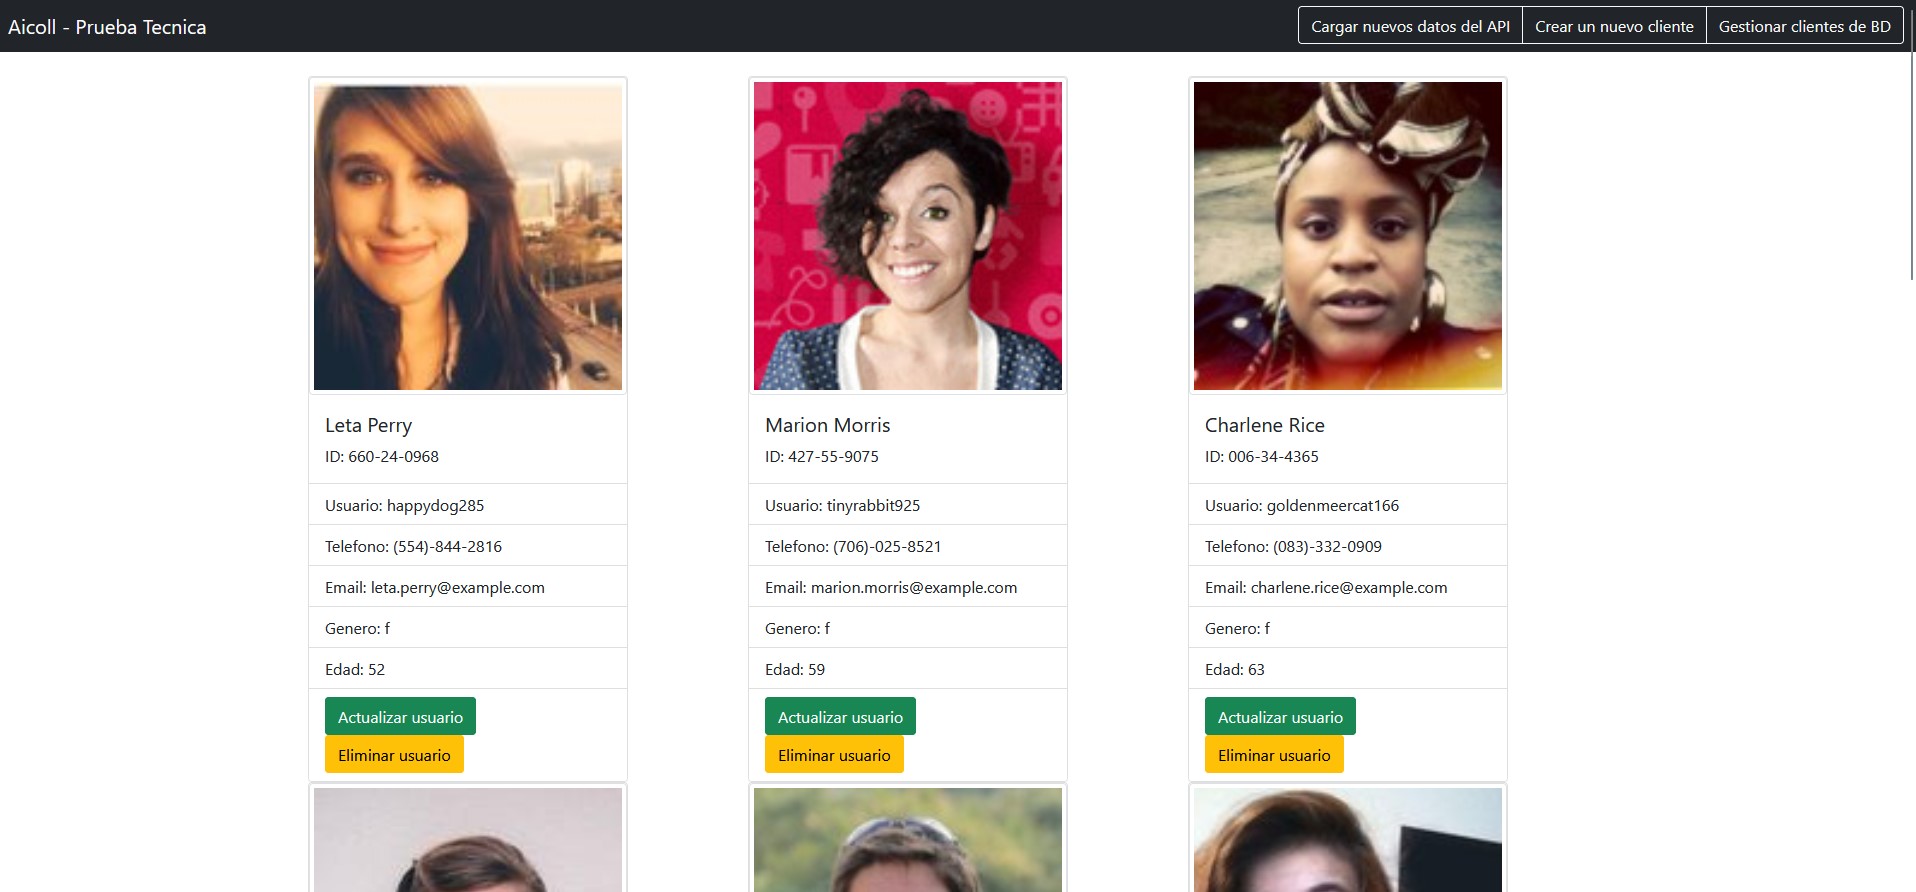 Aicoll - Prueba Tecnica
Cargar nuevos datos del API
Crear un nuevo cliente
Gestionar clientes de BD
Leta Perry
ID: 660-24-0968
Usuario: happydog285
Telefono: (554)-844-2816
Email: leta.perry@example.com
Genero: f
Edad: 52
Actualizar usuario
Eliminar usuario
Marion Morris
ID: 427-55-9075
Usuario: tinyrabbit925
Telefono: (706)-025-8521
Email: marion.morris@example.com
Genero: f
Edad: 59
Actualizar usuario
Eliminar usuario
Charlene Rice
ID: 006-34-4365
Usuario: goldenmeercat166
Telefono: (083)-332-0909
Email: charlene.rice@example.com
Genero: f
Edad: 63
Actualizar usuario
Eliminar usuario